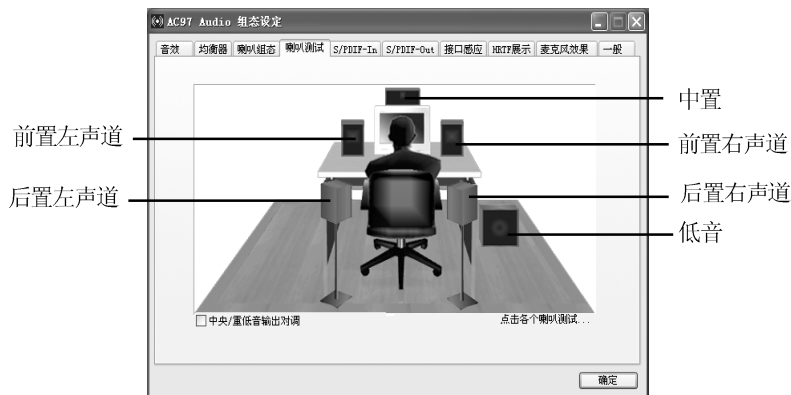 AC97 Audio 组态设定
音效 均衡器 喇叭组态 喇叭测试 S/PDIF-In S/PDIF-Out 接口感应 HRTF展示 麦克风效果 一般
中置
前置左声道
前置右声道
后置左声道
后置右声道
低音
中央/重低音输出对调
点击各个喇叭测试...
确定